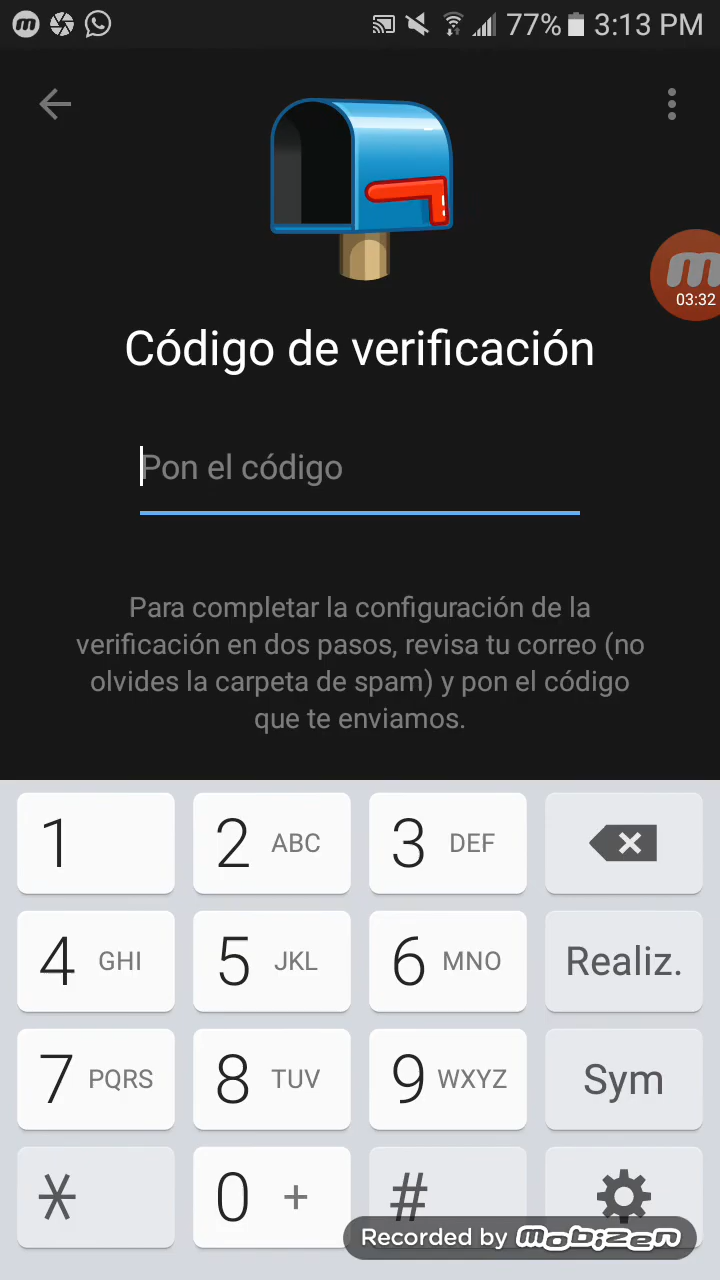 77% 3:13 PM
03:32
Código de verificación
Pon el código
Para completar la configuración de la
verificación en dos pasos, revisa tu correo (no
olvides la carpeta de spam) y pon el código
que te enviamos.
1 2 ABC 3 DEF
4 GHI 5 JKL 6 MNO Realiz.
7 PQRS 8 TUV 9 WXYZ Sym
* 0 + #
Recorded by mobizen